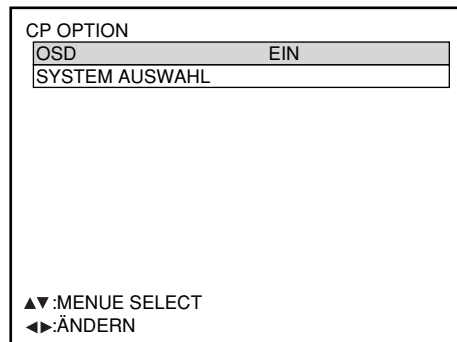 CP OPTION
OSD EIN
SYSTEM AUSWAHL
▲▼:MENUE SELECT
◄►:ÄNDERN